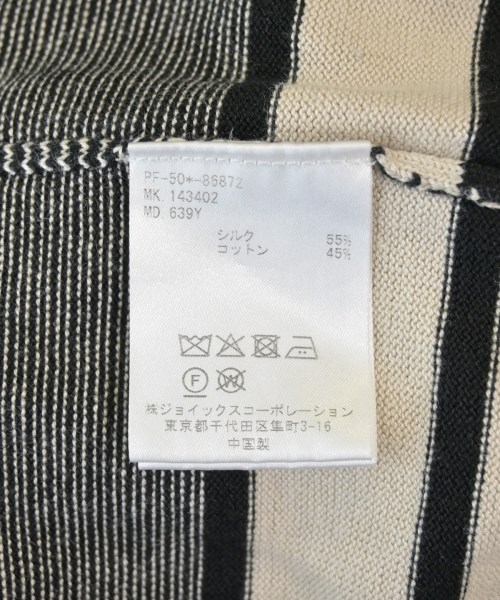 PF-50*-86872
MK. 143402
MD. 639Y
シルク 55%
コットン 45%
F
W
株ジョイックスコーポレーション
東京都千代田区隼町3-16
中国製